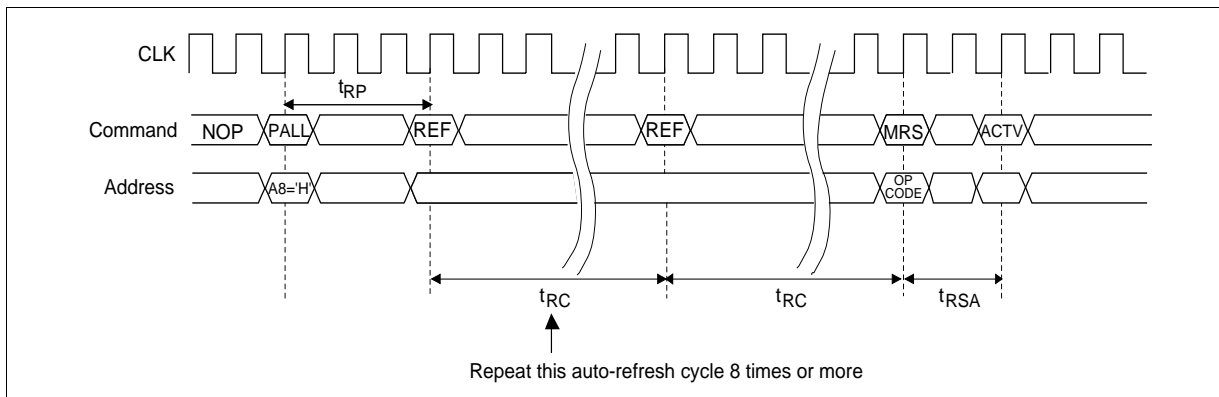 CLK
tRP
Command NOP PALL REF REF MRS ACTV
Address A8='H' OP CODE
tRC tRC tRSA
Repeat this auto-refresh cycle 8 times or more